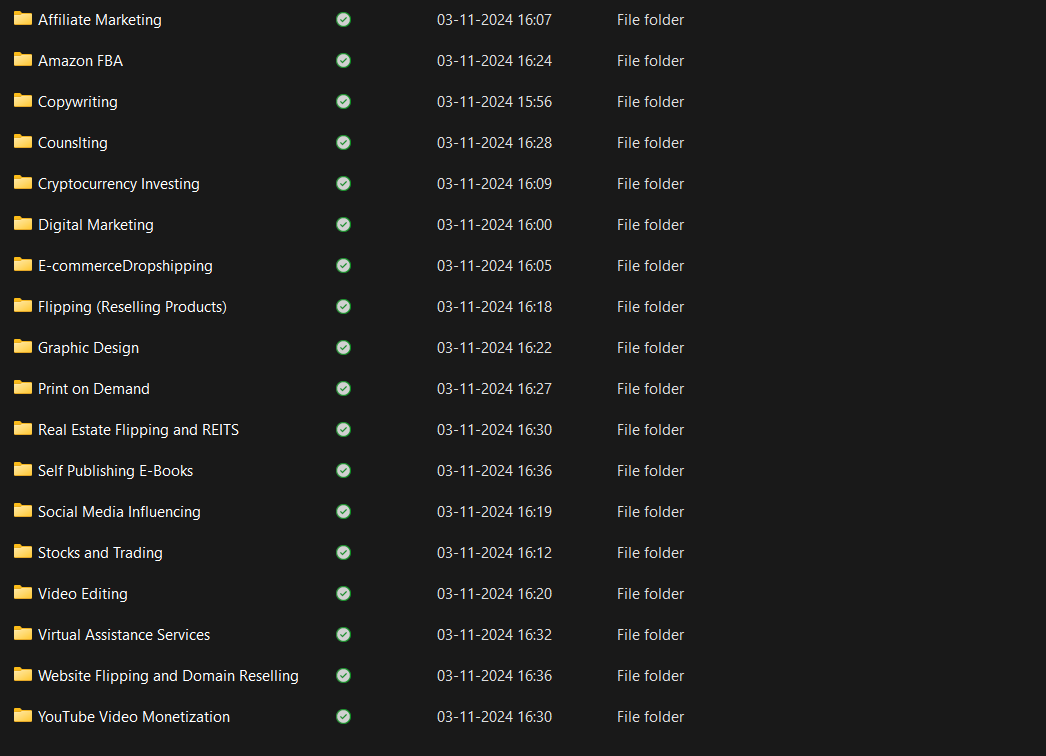 Affiliate Marketing 03-11-2024 16:07 File folder
Amazon FBA 03-11-2024 16:24 File folder
Copywriting 03-11-2024 15:56 File folder
Counslting 03-11-2024 16:28 File folder
Cryptocurrency Investing 03-11-2024 16:09 File folder
Digital Marketing 03-11-2024 16:00 File folder
E-commerceDropshipping 03-11-2024 16:05 File folder
Flipping (Reselling Products) 03-11-2024 16:18 File folder
Graphic Design 03-11-2024 16:22 File folder
Print on Demand 03-11-2024 16:27 File folder
Real Estate Flipping and REITS 03-11-2024 16:30 File folder
Self Publishing E-Books 03-11-2024 16:36 File folder
Social Media Influencing 03-11-2024 16:19 File folder
Stocks and Trading 03-11-2024 16:12 File folder
Video Editing 03-11-2024 16:20 File folder
Virtual Assistance Services 03-11-2024 16:32 File folder
Website Flipping and Domain Reselling 03-11-2024 16:36 File folder
YouTube Video Monetization 03-11-2024 16:30 File folder